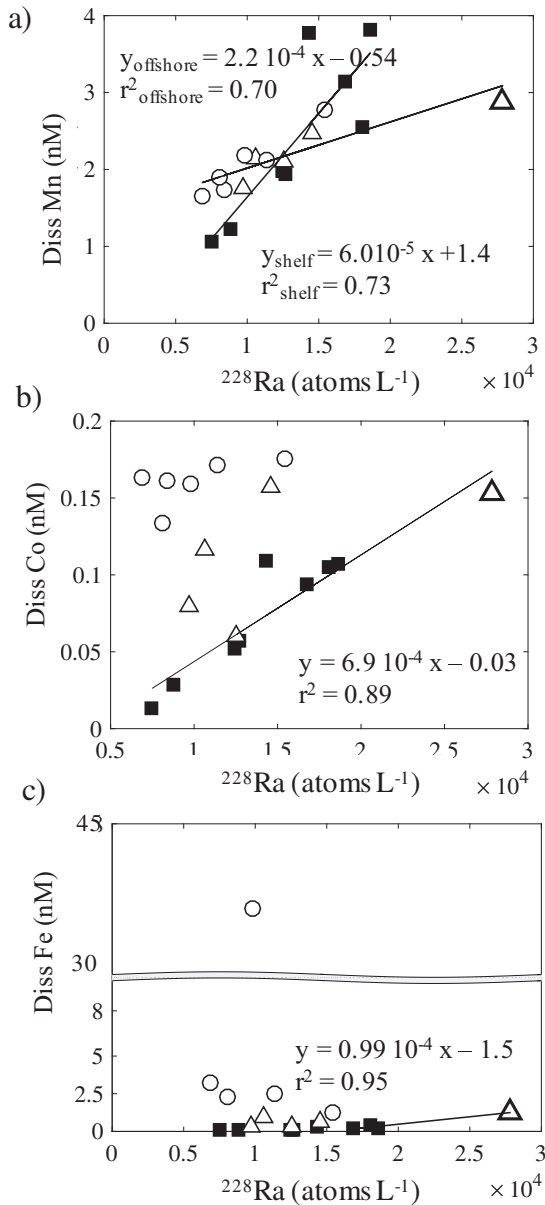 a)
4
3
2
1
0
Diss Mn (nM)
y_offshore = 2.2 10^-4 x – 0.54
r^2_offshore = 0.70
y_shelf = 6.010^-5 x + 1.4
r^2_shelf = 0.73
0.5 1 1.5 2 2.5 3
^228Ra (atoms L^-1) × 10^4
b)
0.2
0.15
0.1
0.05
0
Diss Co (nM)
y = 6.9 10^-4 x – 0.03
r^2 = 0.89
0.5 1 1.5 2 2.5 3
^228Ra (atoms L^-1) × 10^4
c)
45
30
8
5
2.5
0
Diss Fe (nM)
y = 0.99 10^-4 x – 1.5
r^2 = 0.95
0 0.5 1 1.5 2 2.5 3
^228Ra (atoms L^-1) × 10^4